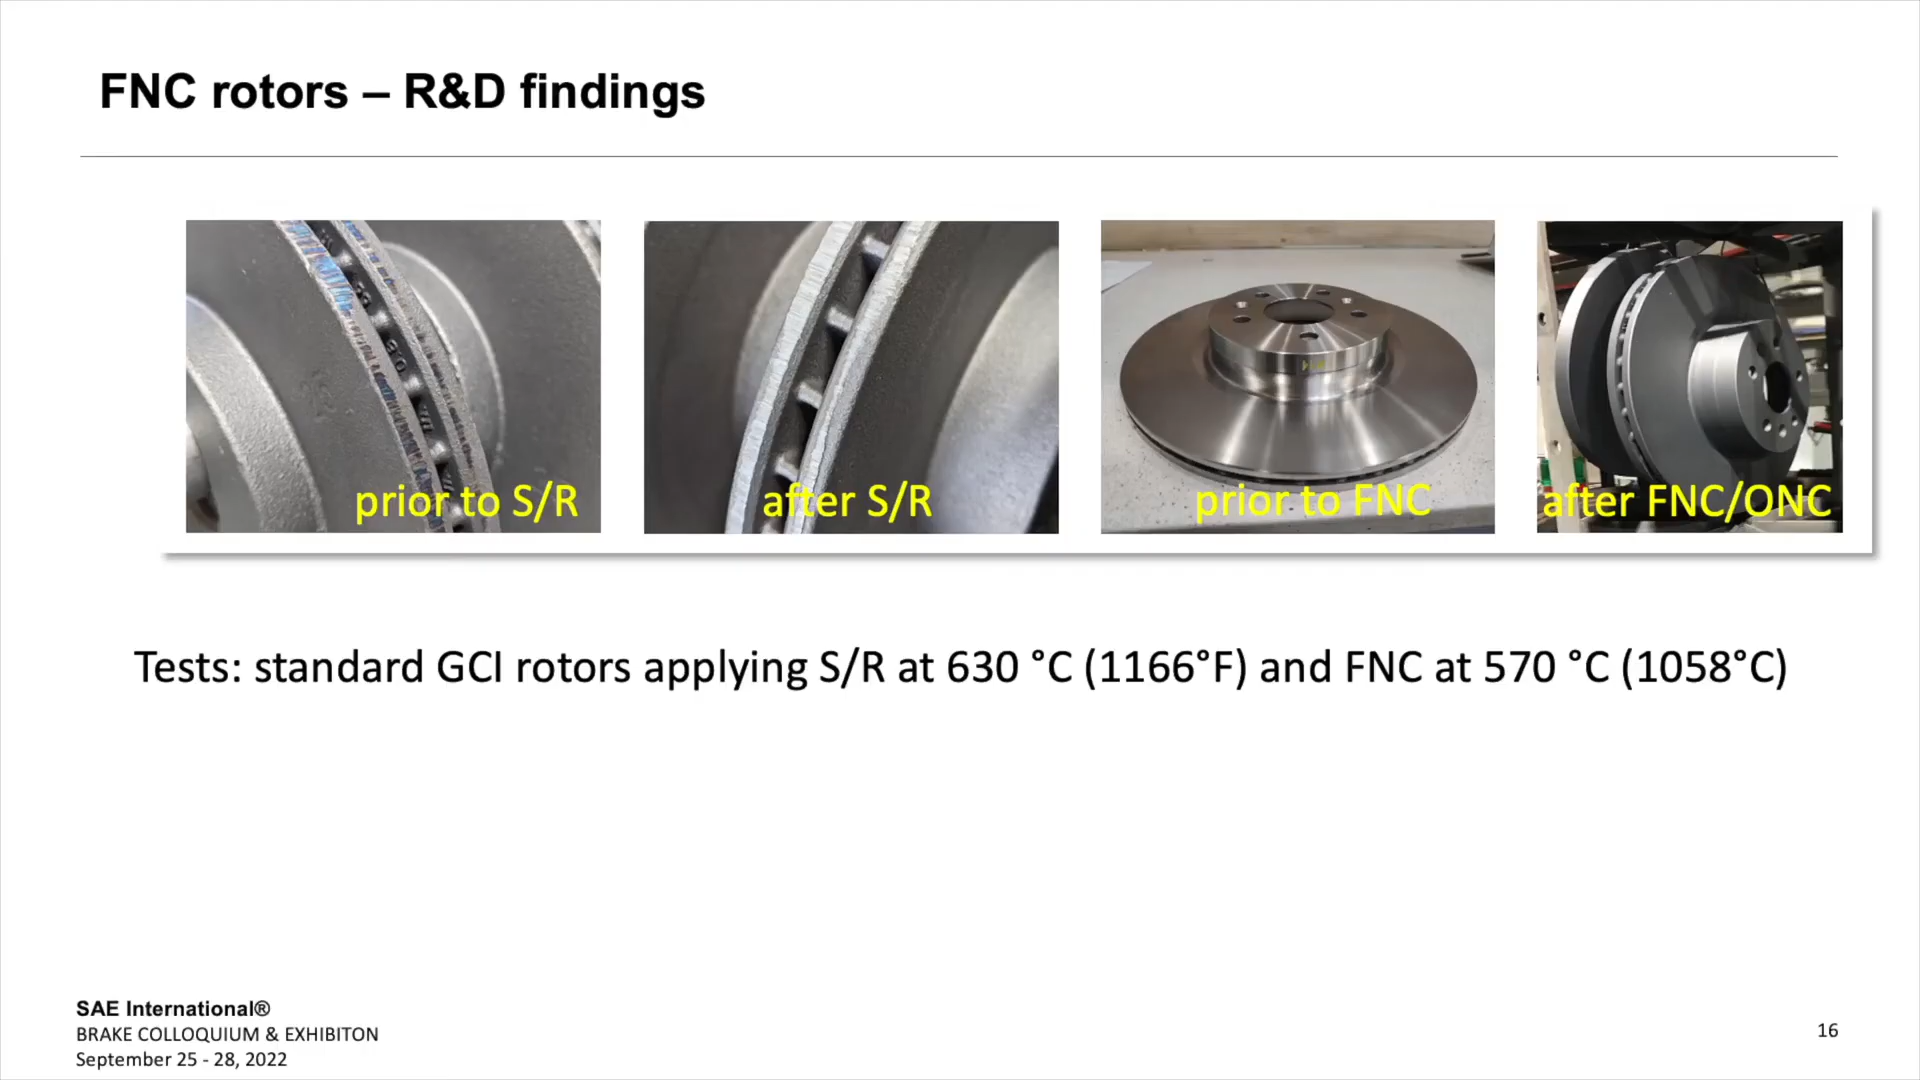 FNC rotors – R&D findings
prior to S/R
after S/R
prior to FNC
after FNC/ONC
Tests: standard GCI rotors applying S/R at 630 °C (1166°F) and FNC at 570 °C (1058°C)
SAE International®
BRAKE COLLOQUIUM & EXHIBITON
September 25 - 28, 2022
16